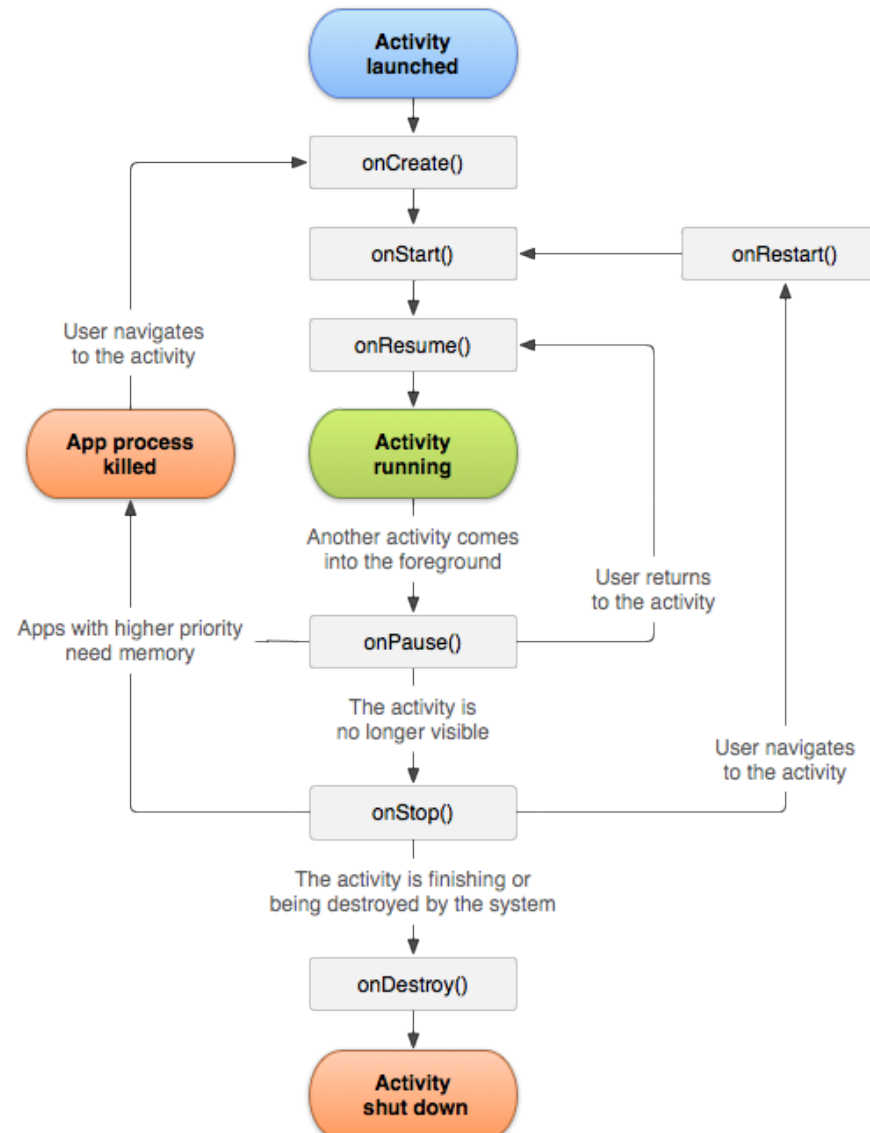 Activity
launched
onCreate()
onStart()
onRestart()
onResume()
User navigates
to the activity
App process
killed
Activity
running
Another activity comes
into the foreground
User returns
to the activity
Apps with higher priority
need memory
onPause()
The activity is
no longer visible
User navigates
to the activity
onStop()
The activity is finishing or
being destroyed by the system
onDestroy()
Activity
shut down